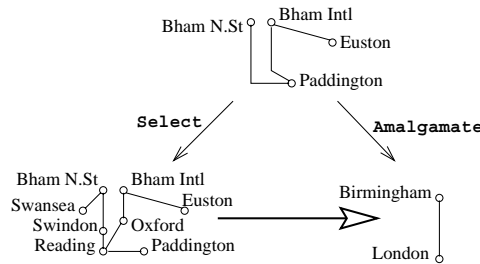 Bham N.St
Bham Intl
Euston
Paddington
Select
Amalgamate
Bham N.St
Bham Intl
Swansea
Euston
Swindon
Oxford
Reading
Paddington
Birmingham
London